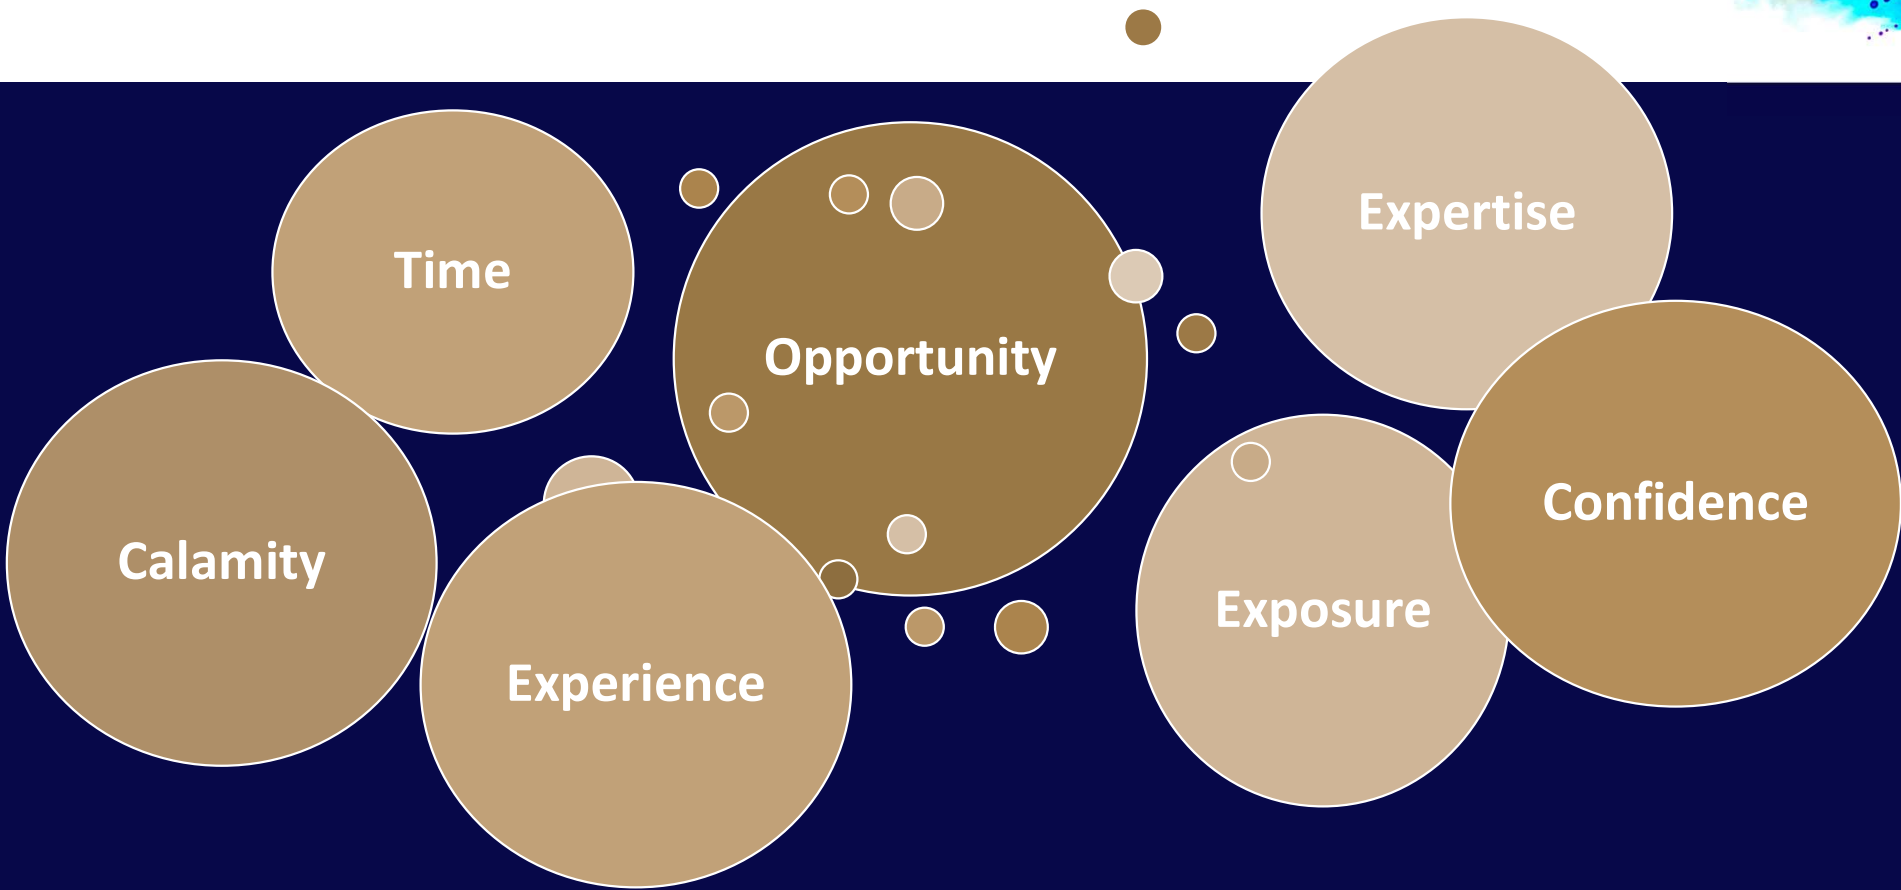 Time
Opportunity
Expertise
Calamity
Experience
Exposure
Confidence